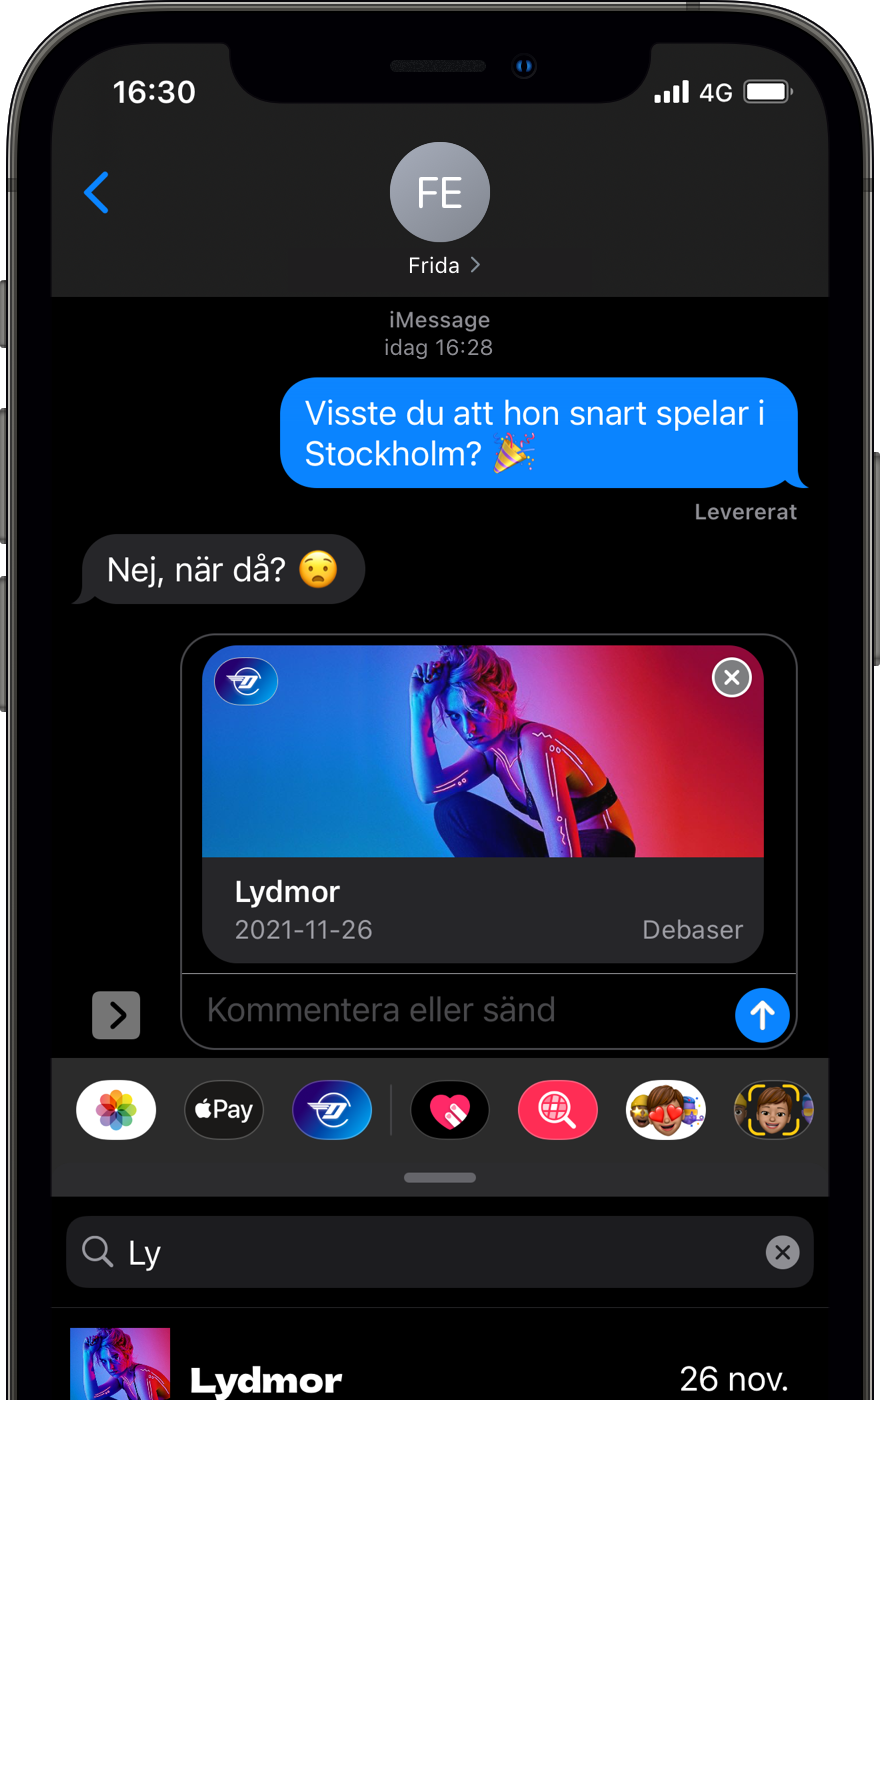 16:30
4G
FE
Frida
iMessage
idag 16:28
Visste du att hon snart spelar i
Stockholm? 🎉
Levererat
Nej, när då? 😧
Lydmor
2021-11-26
Debaser
Kommentera eller sänd
Pay
Ly
Lydmor
26 nov.